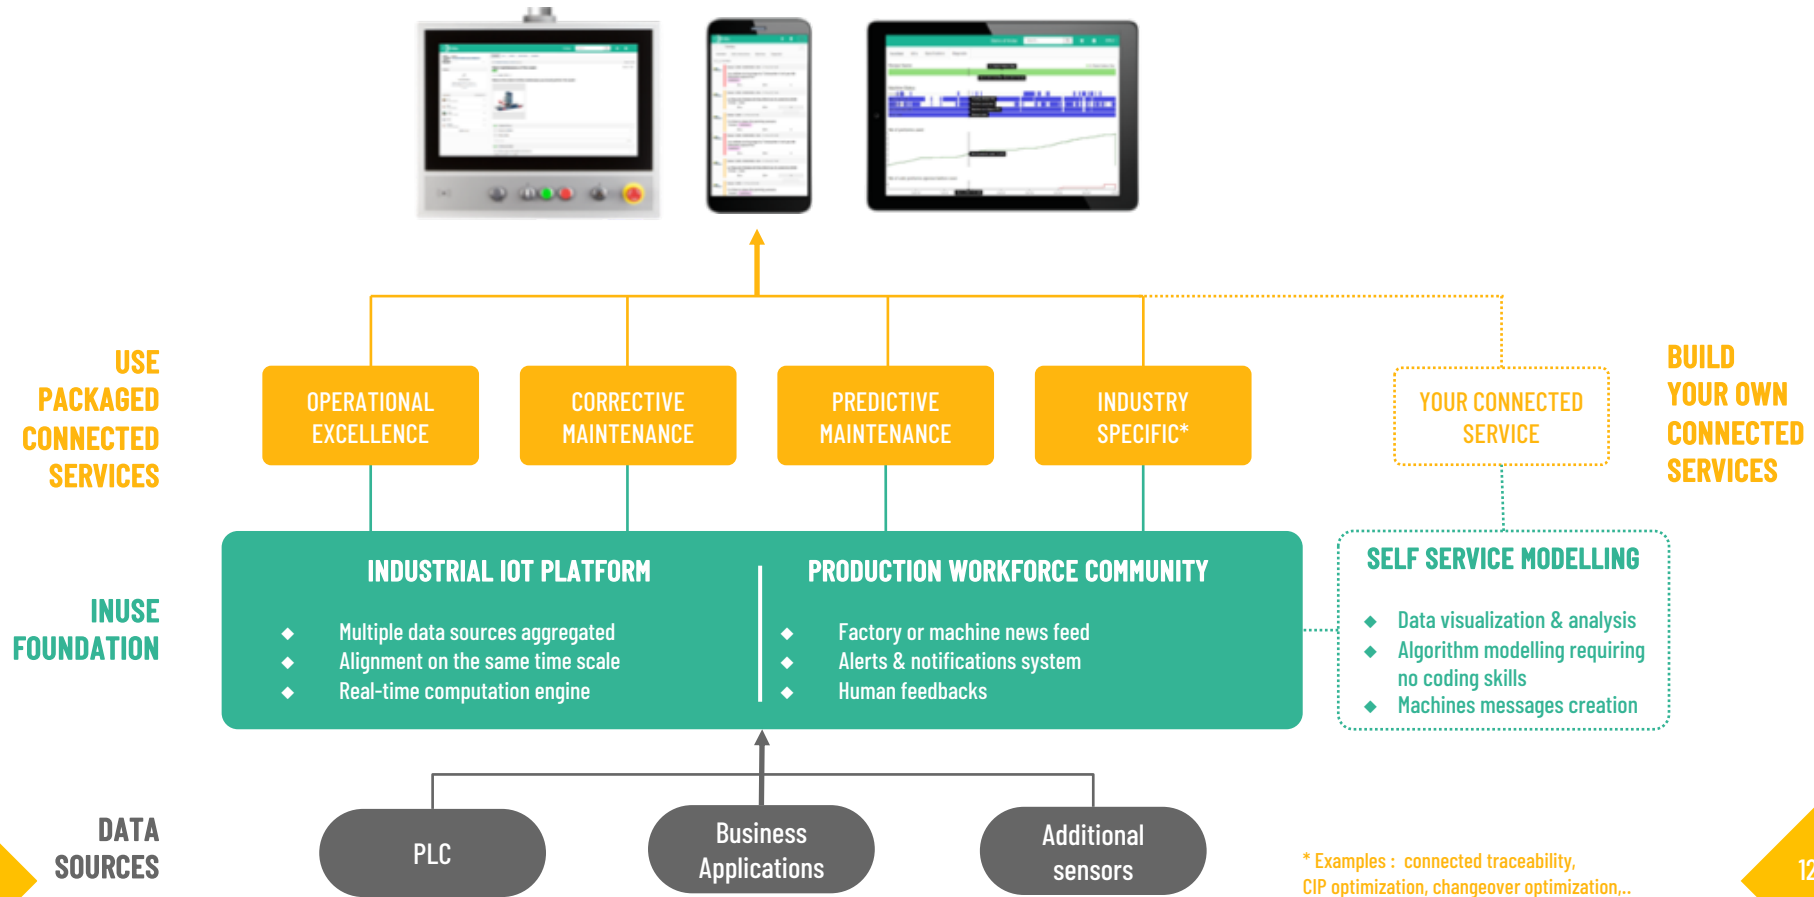 USE
PACKAGED
CONNECTED
SERVICES
OPERATIONAL
EXCELLENCE
CORRECTIVE
MAINTENANCE
PREDICTIVE
MAINTENANCE
INDUSTRY
SPECIFIC*
YOUR CONNECTED
SERVICE
BUILD
YOUR OWN
CONNECTED
SERVICES
INUSE
FOUNDATION
INDUSTRIAL IOT PLATFORM
◆ Multiple data sources aggregated
◆ Alignment on the same time scale
◆ Real-time computation engine
PRODUCTION WORKFORCE COMMUNITY
◆ Factory or machine news feed
◆ Alerts & notifications system
◆ Human feedbacks
SELF SERVICE MODELLING
◆ Data visualization & analysis
◆ Algorithm modelling requiring
no coding skills
◆ Machines messages creation
DATA
SOURCES
PLC
Business
Applications
Additional
sensors
* Examples : connected traceability,
CIP optimization, changeover optimization,..
12